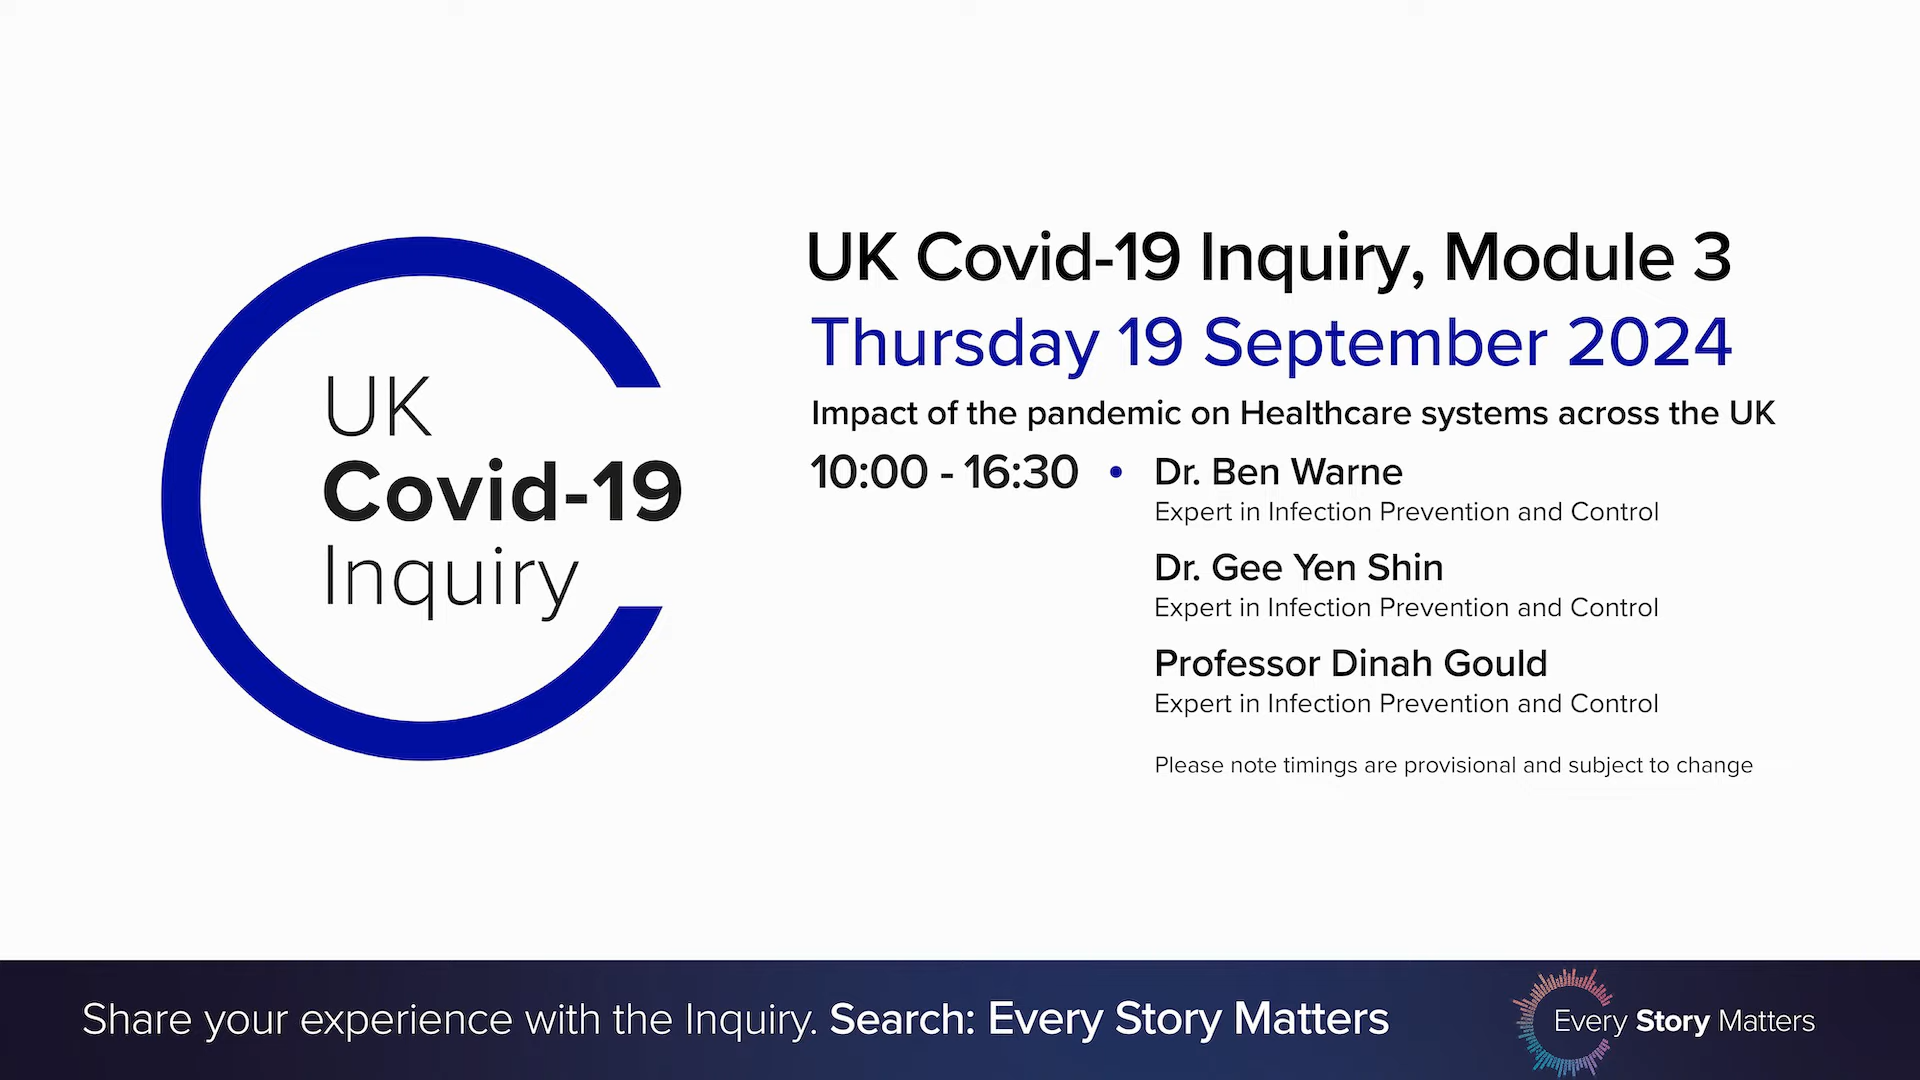 UK
Covid-19
Inquiry
UK Covid-19 Inquiry, Module 3
Thursday 19 September 2024
Impact of the pandemic on Healthcare systems across the UK
10:00 - 16:30 • Dr. Ben Warne
Expert in Infection Prevention and Control
Dr. Gee Yen Shin
Expert in Infection Prevention and Control
Professor Dinah Gould
Expert in Infection Prevention and Control
Please note timings are provisional and subject to change
Share your experience with the Inquiry. Search: Every Story Matters
Every Story Matters